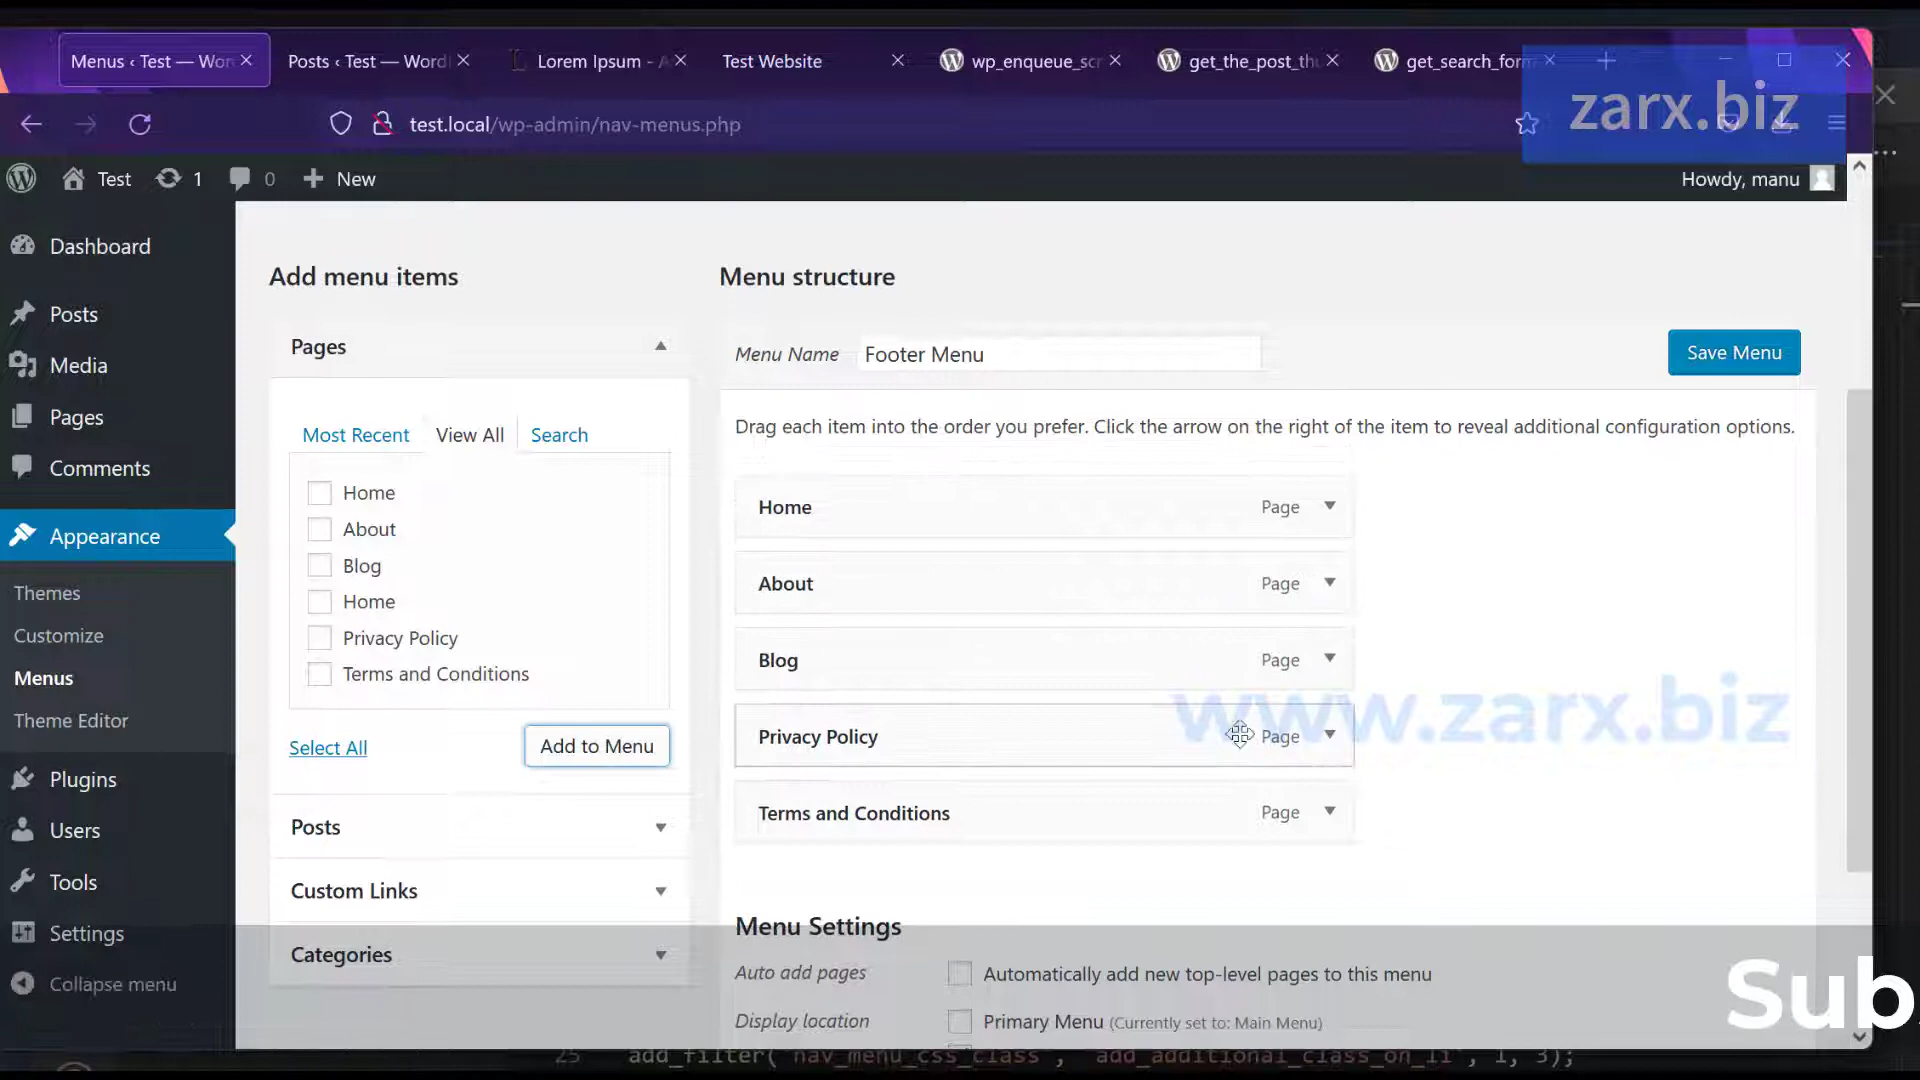 Menus ‹ Test — Wor
Posts ‹ Test — Word
Lorem Ipsum - A
Test Website
wp_enqueue_scr
get_the_post_thu
get_search_form
zarx.biz
test.local/wp-admin/nav-menus.php
Test
1
0
New
Howdy, manu
Dashboard
Posts
Media
Pages
Comments
Appearance
Themes
Customize
Menus
Theme Editor
Plugins
Users
Tools
Settings
Collapse menu
Add menu items
Pages
Most Recent
View All
Search
Home
About
Blog
Home
Privacy Policy
Terms and Conditions
Select All
Add to Menu
Posts
Custom Links
Categories
Menu structure
Menu Name
Footer Menu
Save Menu
Drag each item into the order you prefer. Click the arrow on the right of the item to reveal additional configuration options.
Home Page
About Page
Blog Page
Privacy Policy Page
Terms and Conditions Page
www.zarx.biz
Menu Settings
Auto add pages
Automatically add new top-level pages to this menu
Display location
Primary Menu (Currently set to: Main Menu)
Sub
25 add_filter('nav_menu_css_class', 'add_additional_class_on_li', 1, 3);